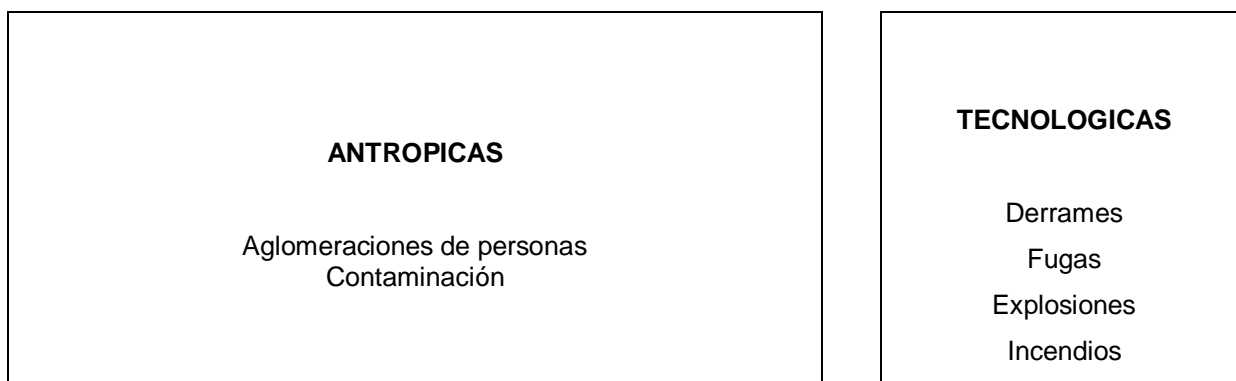 ANTROPICAS
Aglomeraciones de personas
Contaminación
TECNOLOGICAS
Derrames
Fugas
Explosiones
Incendios